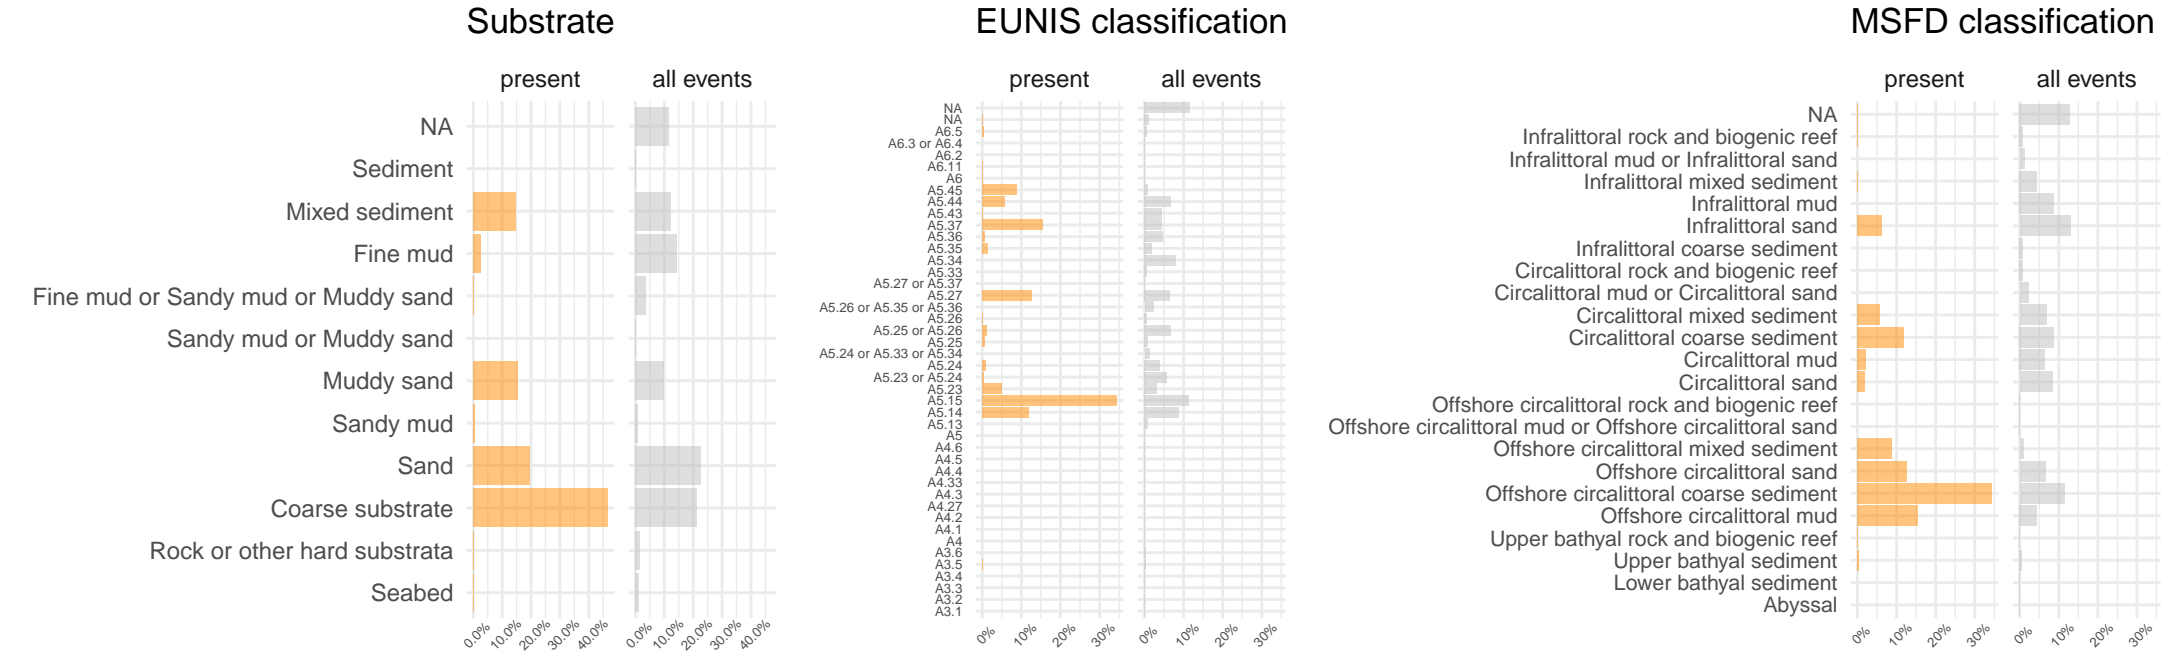 Substrate
present
all events
NA
Sediment
Mixed sediment
Fine mud
Fine mud or Sandy mud or Muddy sand
Sandy mud or Muddy sand
Muddy sand
Sandy mud
Sand
Coarse substrate
Rock or other hard substrata
Seabed
0.0%
10.0%
20.0%
30.0%
40.0%
0.0%
10.0%
20.0%
30.0%
40.0%
EUNIS classification
present
all events
NA
NA
A6.5
A6.3 or A6.4
A6.2
A6.11
A6
A5.45
A5.44
A5.43
A5.37
A5.36
A5.35
A5.34
A5.33
A5.27 or A5.37
A5.27
A5.26 or A5.35 or A5.36
A5.26
A5.25 or A5.26
A5.25
A5.24 or A5.33 or A5.34
A5.24
A5.23 or A5.24
A5.23
A5.15
A5.14
A5.13
A5
A4.6
A4.5
A4.4
A4.33
A4.3
A4.27
A4.2
A4.1
A4
A3.6
A3.5
A3.4
A3.3
A3.2
A3.1
0%
10%
20%
30%
0%
10%
20%
30%
MSFD classification
present
all events
NA
Infralittoral rock and biogenic reef
Infralittoral mud or Infralittoral sand
Infralittoral mixed sediment
Infralittoral mud
Infralittoral sand
Infralittoral coarse sediment
Circalittoral rock and biogenic reef
Circalittoral mud or Circalittoral sand
Circalittoral mixed sediment
Circalittoral coarse sediment
Circalittoral mud
Circalittoral sand
Offshore circalittoral rock and biogenic reef
Offshore circalittoral mud or Offshore circalittoral sand
Offshore circalittoral mixed sediment
Offshore circalittoral sand
Offshore circalittoral coarse sediment
Offshore circalittoral mud
Upper bathyal rock and biogenic reef
Upper bathyal sediment
Lower bathyal sediment
Abyssal
0%
10%
20%
30%
0%
10%
20%
30%